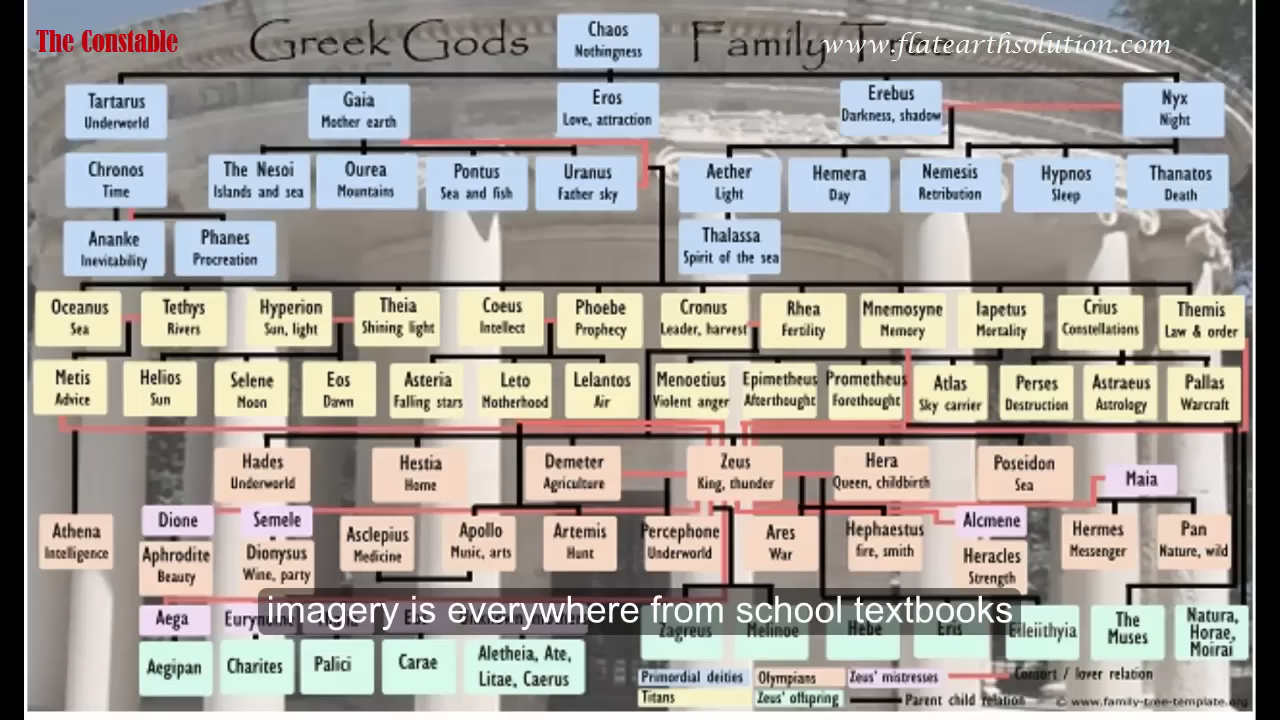 The Constable
Greek Gods Family Tree
www.flatearthsolution.com
Chaos
Nothingness
Tartarus
Underworld
Gaia
Mother earth
Eros
Love, attraction
Erebus
Darkness, shadow
Nyx
Night
Chronos
Time
The Nesoi
Islands and sea
Ourea
Mountains
Pontus
Sea and fish
Uranus
Father sky
Aether
Light
Hemera
Day
Nemesis
Retribution
Hypnos
Sleep
Thanatos
Death
Ananke
Inevitability
Phanes
Procreation
Thalassa
Spirit of the sea
Oceanus
Sea
Tethys
Rivers
Hyperion
Sun, light
Theia
Shining light
Coeus
Intellect
Phoebe
Prophecy
Cronus
Leader, harvest
Rhea
Fertility
Mnemosyne
Memory
Iapetus
Mortality
Crius
Constellations
Themis
Law & order
Metis
Advice
Helios
Sun
Selene
Moon
Eos
Dawn
Asteria
Falling stars
Leto
Motherhood
Lelantos
Air
Menoetius
Violent anger
Epimetheus
Afterthought
Prometheus
Forethought
Atlas
Sky carrier
Perses
Destruction
Astraeus
Astrology
Pallas
Warcraft
Hades
Underworld
Hestia
Home
Demeter
Agriculture
Zeus
King, thunder
Hera
Queen, childbirth
Poseidon
Sea
Maia
Athena
Intelligence
Dione
Aphrodite
Beauty
Semele
Dionysus
Wine, party
Asclepius
Medicine
Apollo
Music, arts
Artemis
Hunt
Percephone
Underworld
Ares
War
Hephaestus
fire, smith
Alcmene
Heracles
Strength
Hermes
Messenger
Pan
Nature, wild
imagery is everywhere from school textbooks
Aega
Zagreus
Melinoe
Hebe
Eris
Eileiithyia
The
Muses
Natura,
Horae,
Moirai
Aegipan
Charites
Palici
Carae
Aletheia, Ate,
Litae, Caerus
Primordial deities
Olympians
Zeus' mistresses
Consort / lover relation
Titans
Zeus' offspring
Parent child relation
© www.family-tree-template.org